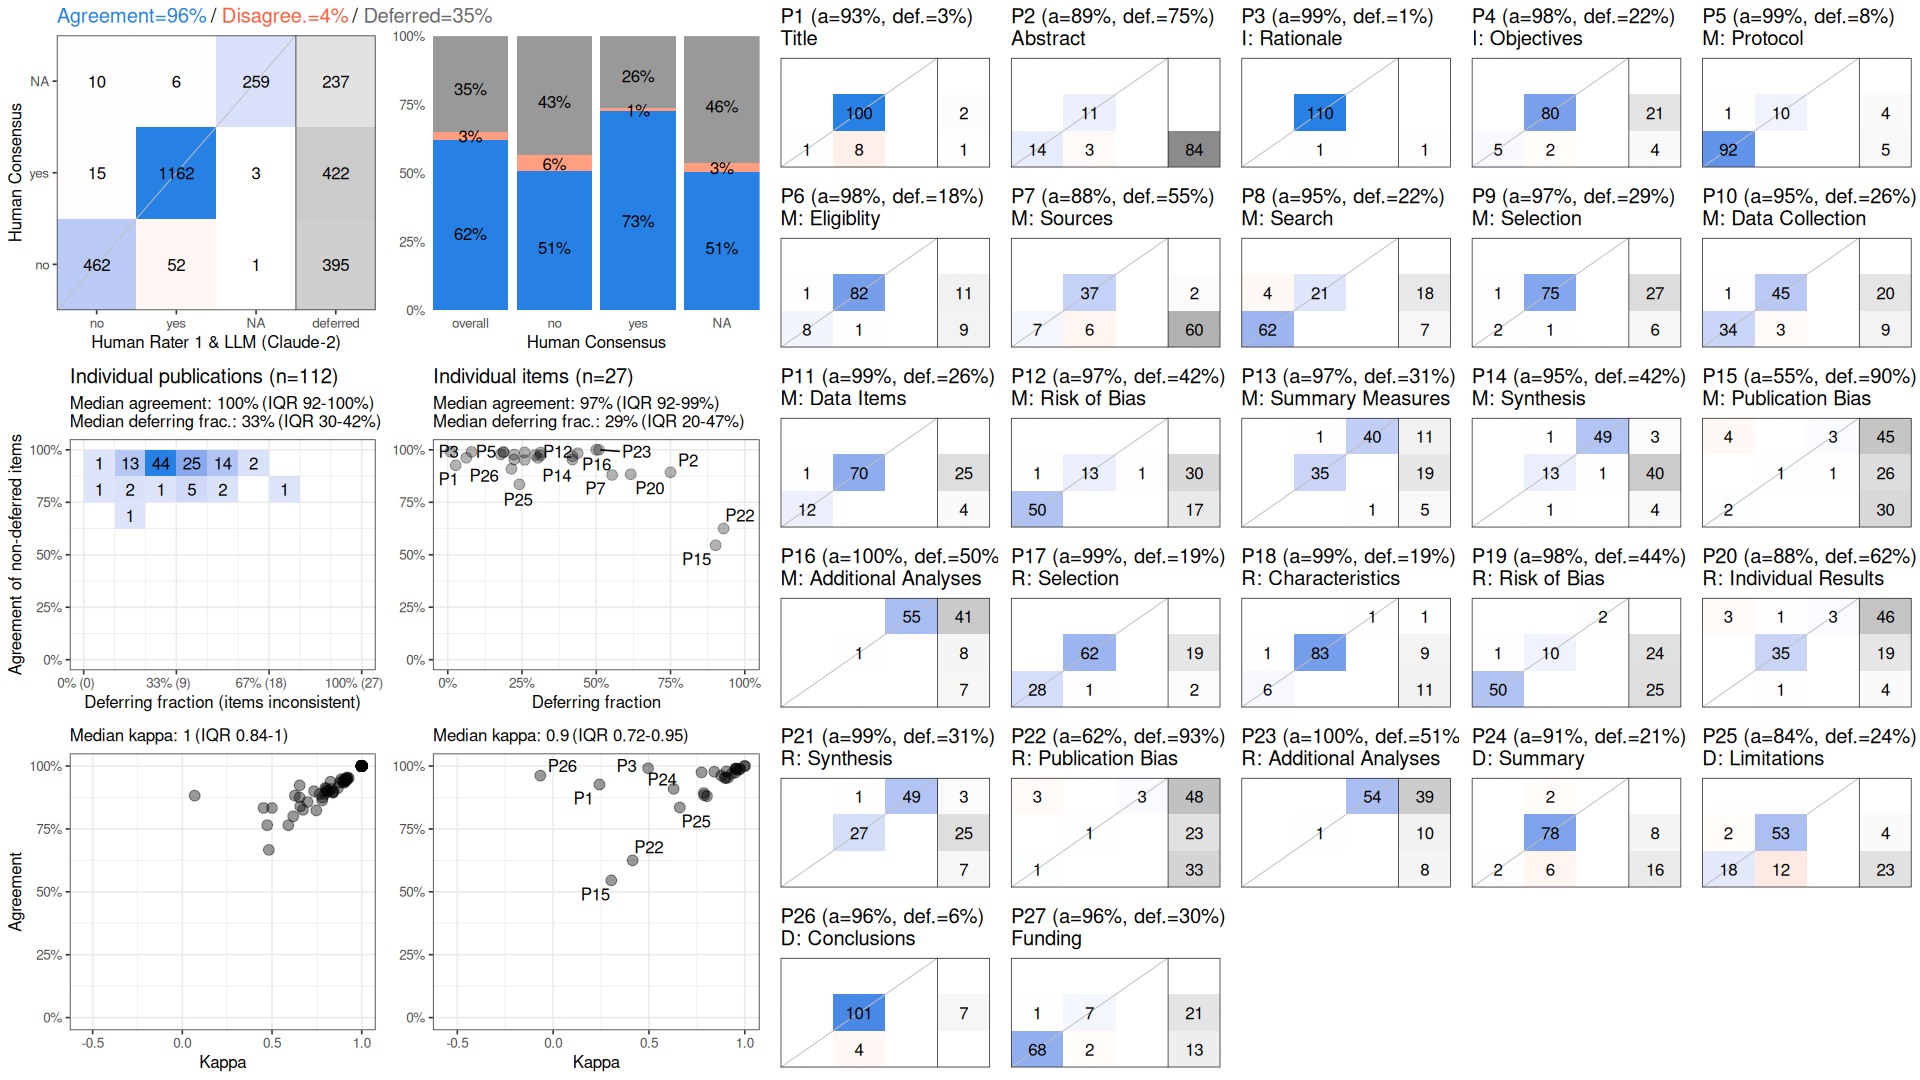 Agreement=96% / Disagree.=4% / Deferred=35%
Human Consensus
NA
yes
no
10 6 259 237
15 1162 3 422
462 52 1 395
no yes NA deferred
Human Rater 1 & LLM (Claude-2)
100%
75%
50%
25%
0%
35% 43% 26% 46%
3% 6% 1% 3%
62% 51% 73% 51%
overall no yes NA
Human Consensus
Individual publications (n=112)
Median agreement: 100% (IQR 92-100%)
Median deferring frac.: 33% (IQR 30-42%)
Agreement of non-deferred items
100%
75%
50%
25%
0%
1 13 44 25 14 2
1 2 1 5 2 1
1
0% (0) 33% (9) 67% (18) 100% (27)
Deferring fraction (items inconsistent)
Individual items (n=27)
Median agreement: 97% (IQR 92-99%)
Median deferring frac.: 29% (IQR 20-47%)
100%
75%
50%
25%
0%
P3 P5 P12 P23
P1 P26 P14 P16 P2
P25 P7 P20
P22
P15
0% 25% 50% 75% 100%
Deferring fraction
Median kappa: 1 (IQR 0.84-1)
Agreement
100%
75%
50%
25%
0%
-0.5 0.0 0.5 1.0
Kappa
Median kappa: 0.9 (IQR 0.72-0.95)
100%
75%
50%
25%
0%
P26 P3
P1 P24
P25
P22
P15
-0.5 0.0 0.5 1.0
Kappa
P1 (a=93%, def.=3%)
Title
100 2
1 8 1
P2 (a=89%, def.=75%)
Abstract
11
14 3 84
P3 (a=99%, def.=1%)
I: Rationale
110
1 1
P4 (a=98%, def.=22%)
I: Objectives
80 21
5 2 4
P5 (a=99%, def.=8%)
M: Protocol
1 10 4
92 5
P6 (a=98%, def.=18%)
M: Eligiblity
1 82 11
8 1 9
P7 (a=88%, def.=55%)
M: Sources
37 2
7 6 60
P8 (a=95%, def.=22%)
M: Search
4 21 18
62 7
P9 (a=97%, def.=29%)
M: Selection
1 75 27
2 1 6
P10 (a=95%, def.=26%)
M: Data Collection
1 45 20
34 3 9
P11 (a=99%, def.=26%)
M: Data Items
1 70 25
12 4
P12 (a=97%, def.=42%)
M: Risk of Bias
1 13 1 30
50 17
P13 (a=97%, def.=31%)
M: Summary Measures
1 40 11
35 19
1 5
P14 (a=95%, def.=42%)
M: Synthesis
1 49 3
13 1 40
1 4
P15 (a=55%, def.=90%)
M: Publication Bias
4 3 45
1 1 26
2 30
P16 (a=100%, def.=50%
M: Additional Analyses
55 41
1 8
7
P17 (a=99%, def.=19%)
R: Selection
62 19
28 1 2
P18 (a=99%, def.=19%)
R: Characteristics
1 1
1 83 9
6 11
P19 (a=98%, def.=44%)
R: Risk of Bias
2
1 10 24
50 25
P20 (a=88%, def.=62%)
R: Individual Results
3 1 3 46
35 19
1 4
P21 (a=99%, def.=31%)
R: Synthesis
1 49 3
27 25
7
P22 (a=62%, def.=93%)
R: Publication Bias
3 3 48
1 23
1 33
P23 (a=100%, def.=51%
R: Additional Analyses
54 39
1 10
8
P24 (a=91%, def.=21%)
D: Summary
2
78 8
2 6 16
P25 (a=84%, def.=24%)
D: Limitations
2 53 4
18 12 23
P26 (a=96%, def.=6%)
D: Conclusions
101 7
4
P27 (a=96%, def.=30%)
Funding
1 7 21
68 2 13